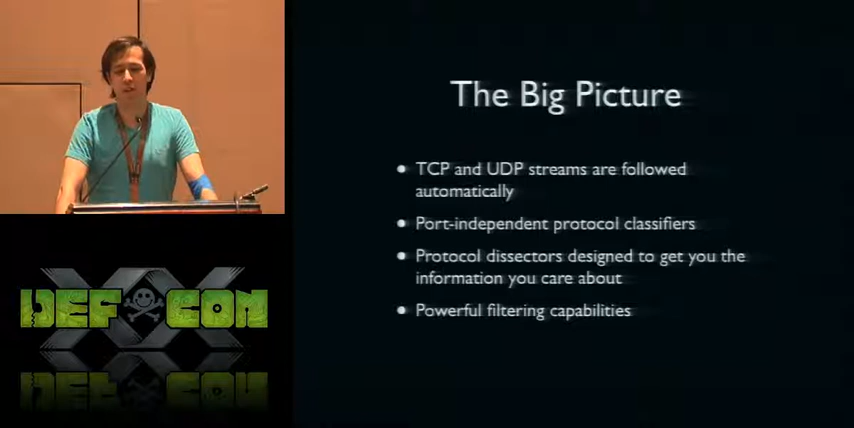 The Big Picture
• TCP and UDP streams are followed
automatically
• Port-independent protocol classifiers
• Protocol dissectors designed to get you the
information you care about
• Powerful filtering capabilities
DEF CON
XX